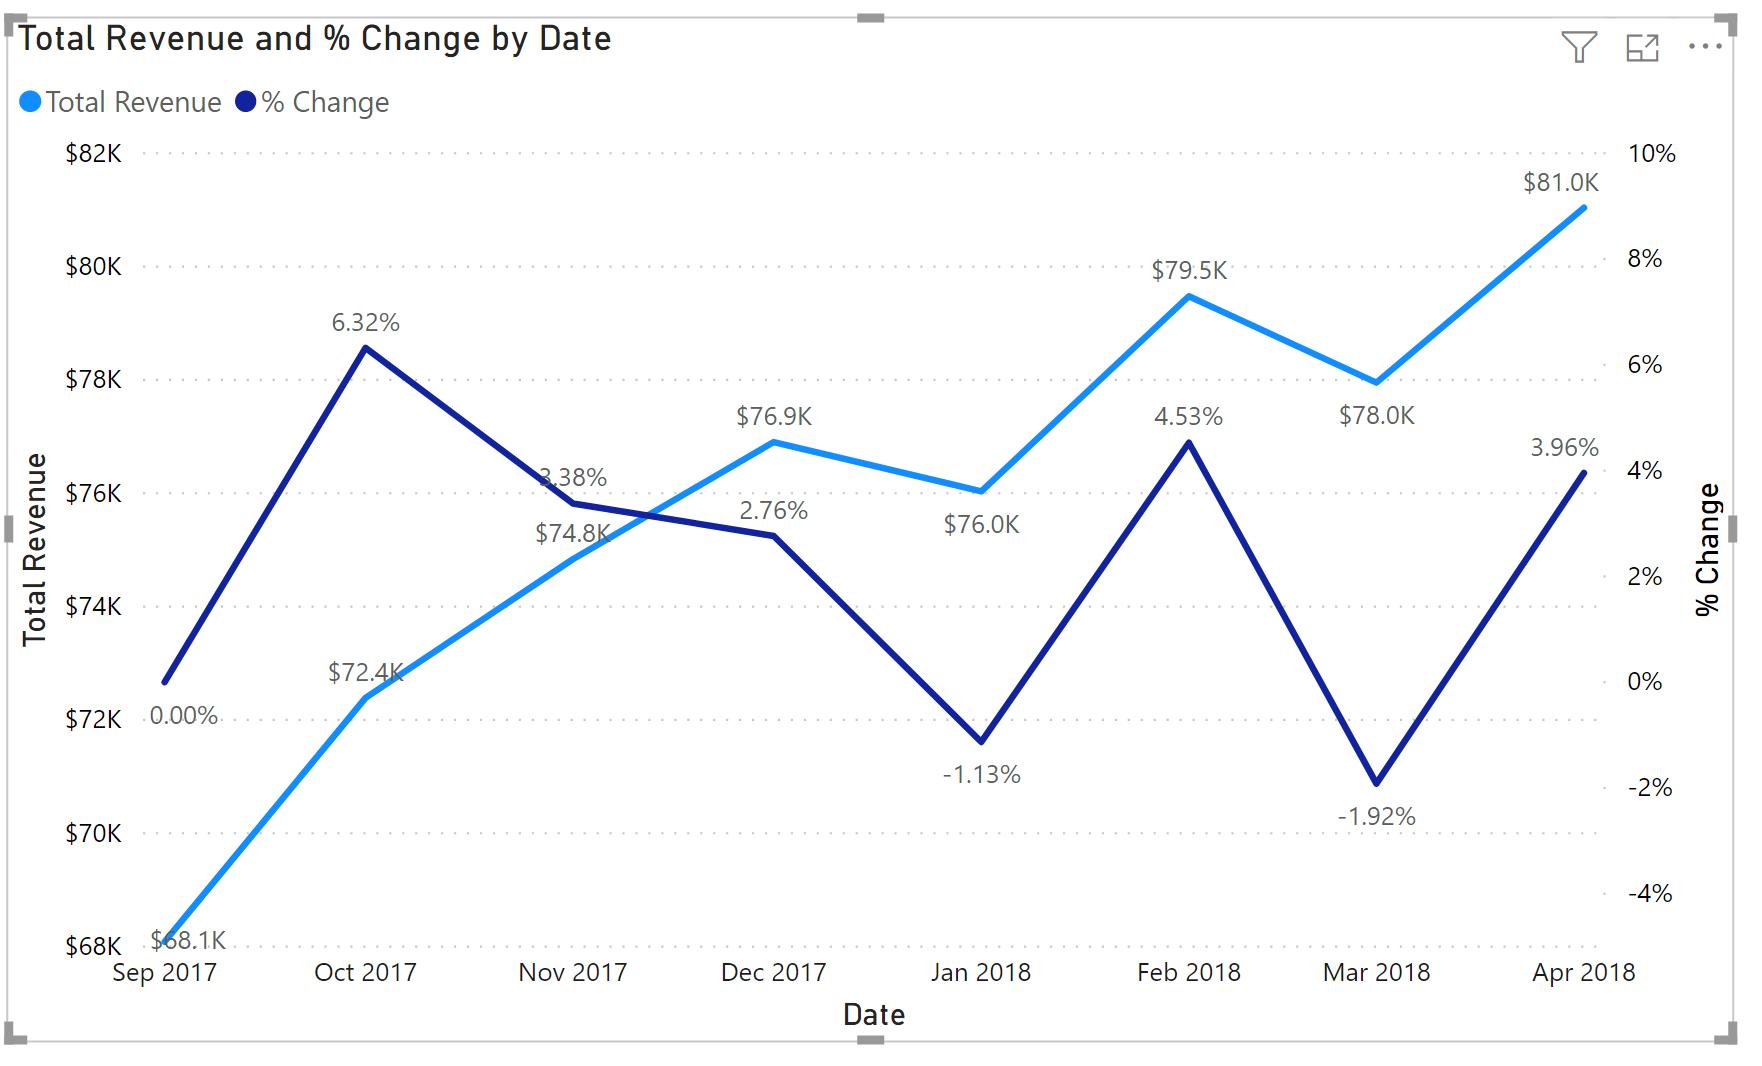 Total Revenue and % Change by Date
Total Revenue % Change
$82K
$80K
$78K
$76K
$74K
$72K
$70K
$68K
Total Revenue
10%
8%
6%
4%
2%
0%
-2%
-4%
% Change
$68.1K
$72.4K
$74.8K
$76.9K
$76.0K
$79.5K
$78.0K
$81.0K
0.00%
6.32%
3.38%
2.76%
-1.13%
4.53%
-1.92%
3.96%
Sep 2017 Oct 2017 Nov 2017 Dec 2017 Jan 2018 Feb 2018 Mar 2018 Apr 2018
Date